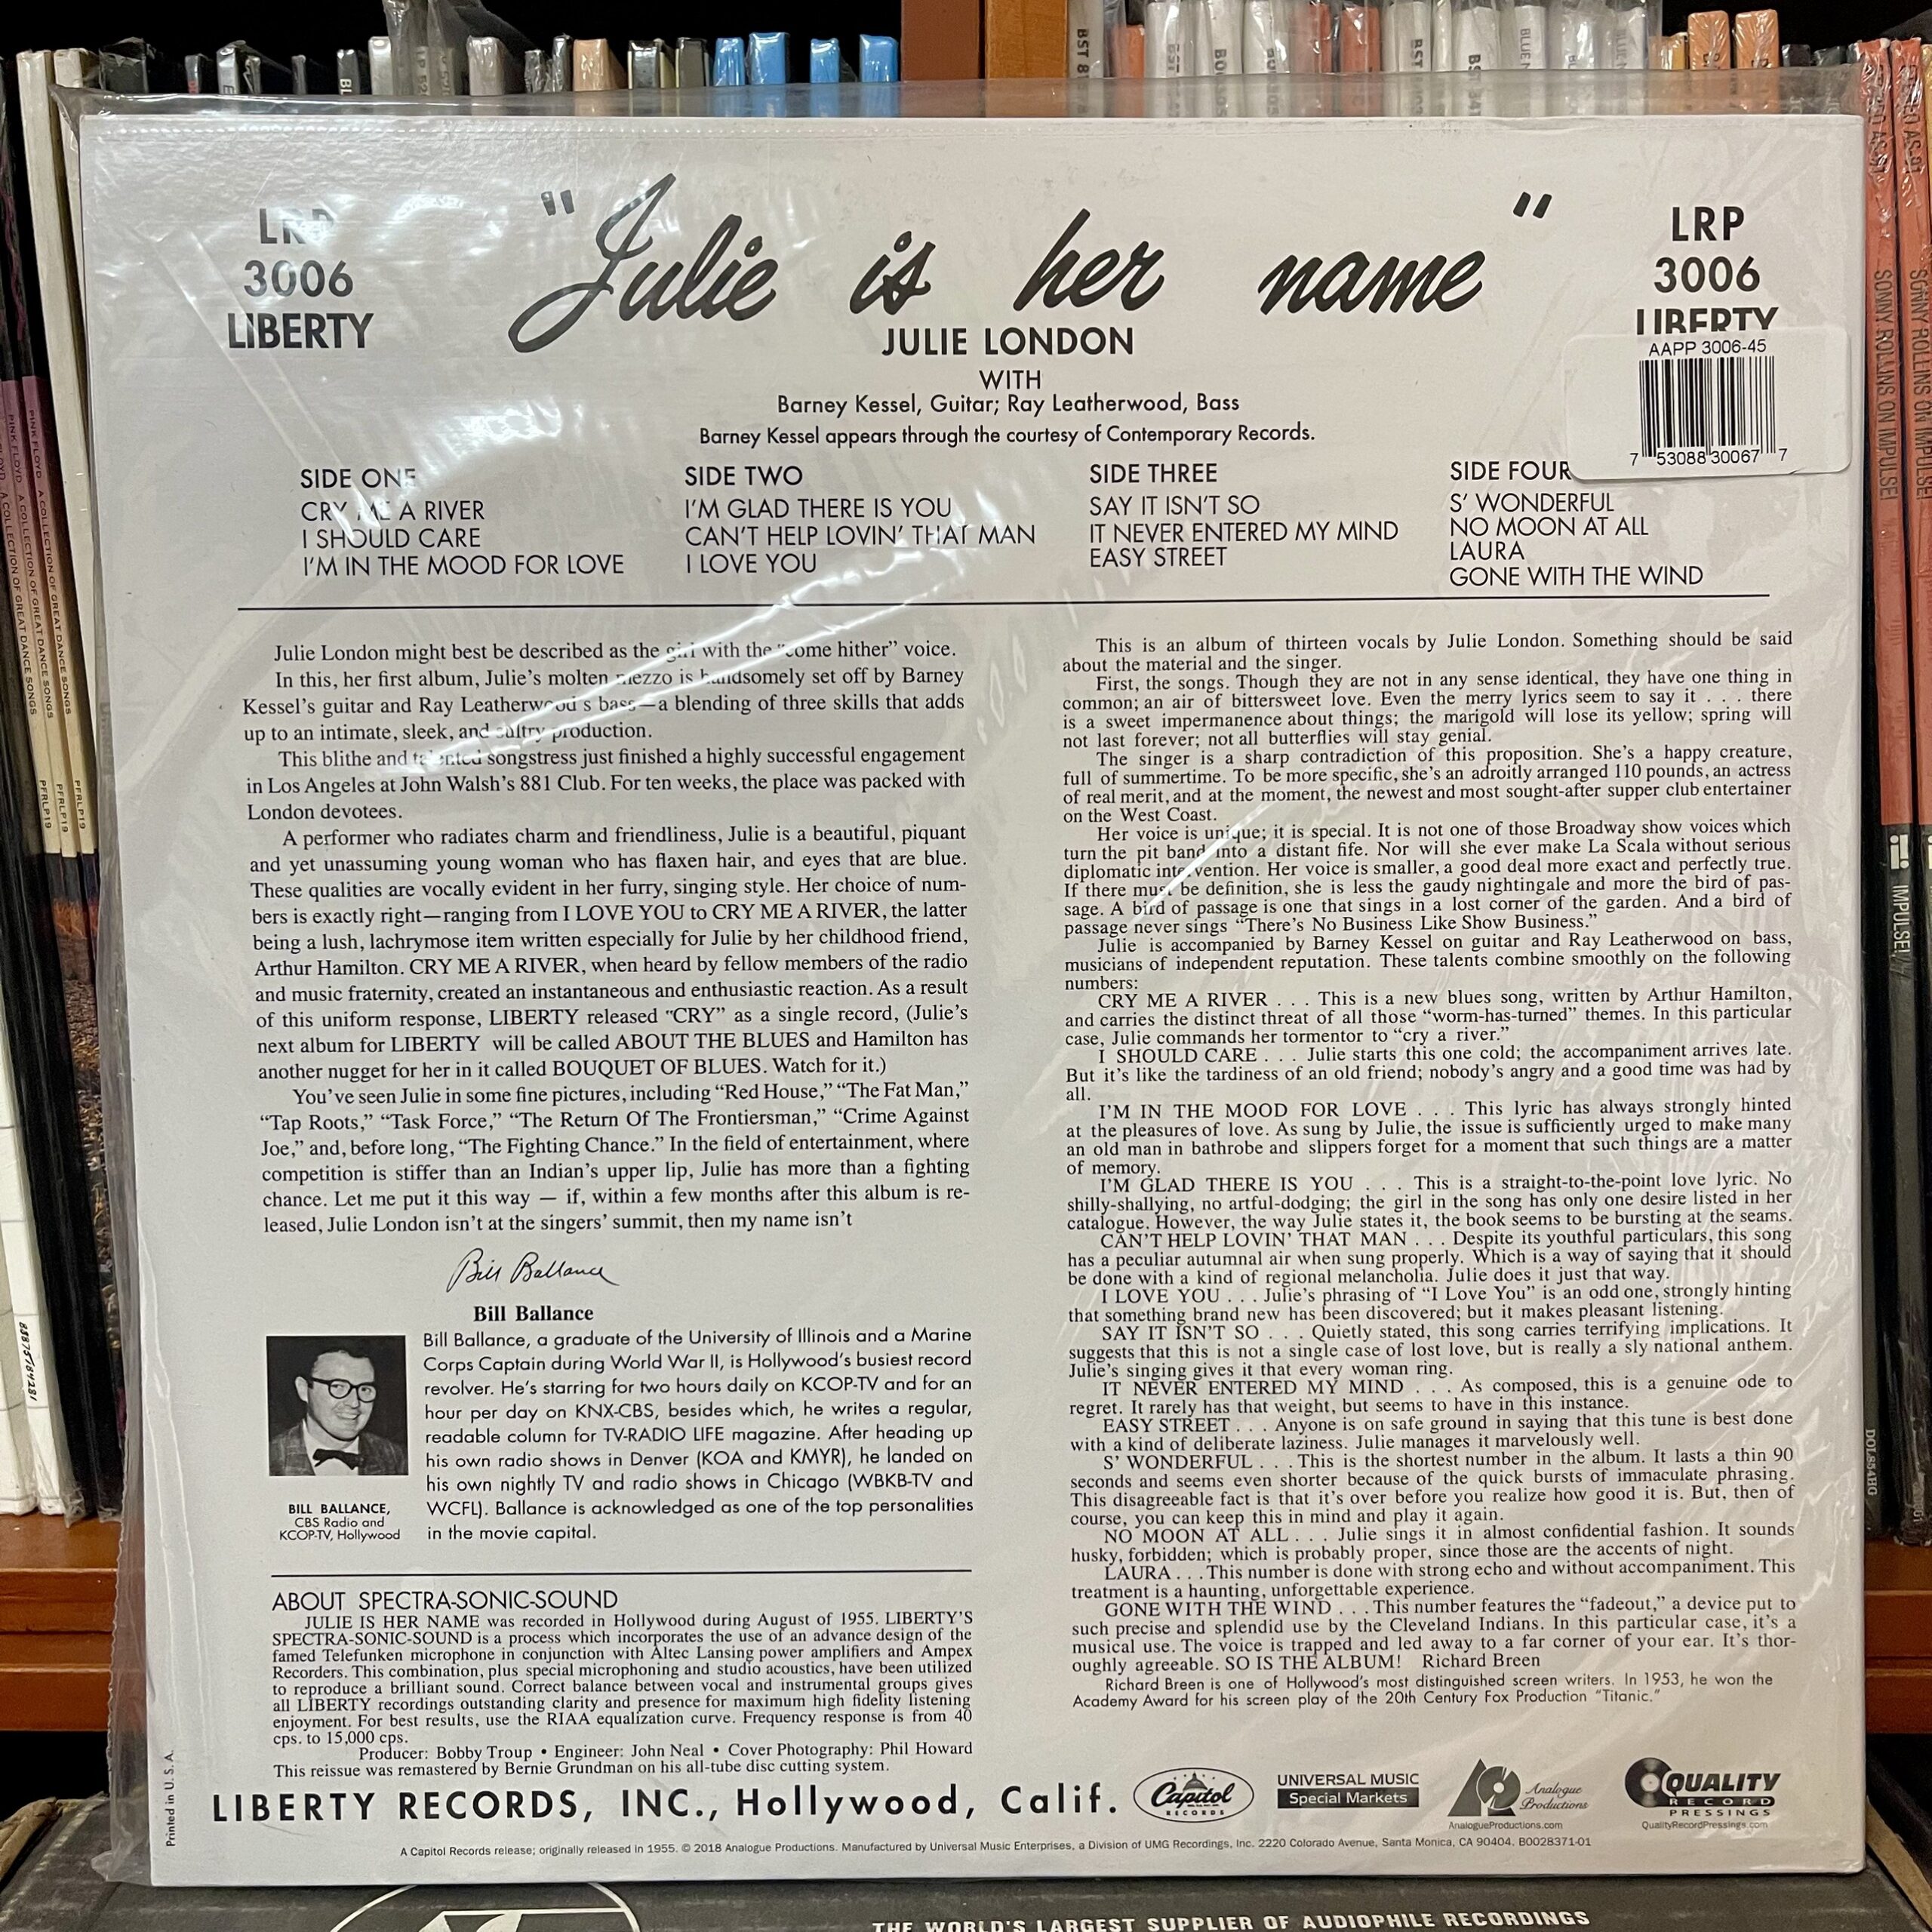 LRP
3006
LIBERTY
"Julie is her name"
LRP
3006
LIBERTY
JULIE LONDON
WITH
Barney Kessel, Guitar; Ray Leatherwood, Bass
Barney Kessel appears through the courtesy of Contemporary Records.
AAPP 3006-45
7 53088 30067 7
SIDE ONE
CRY ME A RIVER
I SHOULD CARE
I'M IN THE MOOD FOR LOVE
SIDE TWO
I'M GLAD THERE IS YOU
CAN'T HELP LOVIN' THAT MAN
I LOVE YOU
SIDE THREE
SAY IT ISN'T SO
IT NEVER ENTERED MY MIND
EASY STREET
SIDE FOUR
S' WONDERFUL
NO MOON AT ALL
LAURA
GONE WITH THE WIND
Julie London might best be described as the girl with the "come hither" voice.
In this, her first album, Julie's molten mezzo is handsomely set off by Barney
Kessel's guitar and Ray Leatherwood's bass—a blending of three skills that adds
up to an intimate, sleek, and sultry production.
This blithe and talented songstress just finished a highly successful engagement
in Los Angeles at John Walsh's 881 Club. For ten weeks, the place was packed with
London devotees.
A performer who radiates charm and friendliness, Julie is a beautiful, piquant
and yet unassuming young woman who has flaxen hair, and eyes that are blue.
These qualities are vocally evident in her furry, singing style. Her choice of num-
bers is exactly right—ranging from I LOVE YOU to CRY ME A RIVER, the latter
being a lush, lachrymose item written especially for Julie by her childhood friend,
Arthur Hamilton. CRY ME A RIVER, when heard by fellow members of the radio
and music fraternity, created an instantaneous and enthusiastic reaction. As a result
of this uniform response, LIBERTY released "CRY" as a single record, (Julie's
next album for LIBERTY will be called ABOUT THE BLUES and Hamilton has
another nugget for her in it called BOUQUET OF BLUES. Watch for it.)
You've seen Julie in some fine pictures, including "Red House," "The Fat Man,"
"Tap Roots," "Task Force," "The Return Of The Frontiersman," "Crime Against
Joe," and, before long, "The Fighting Chance." In the field of entertainment, where
competition is stiffer than an Indian's upper lip, Julie has more than a fighting
chance. Let me put it this way — if, within a few months after this album is re-
leased, Julie London isn't at the singers' summit, then my name isn't
Bill Ballance
Bill Ballance
Bill Ballance, a graduate of the University of Illinois and a Marine
Corps Captain during World War II, is Hollywood's busiest record
revolver. He's starring for two hours daily on KCOP-TV and for an
hour per day on KNX-CBS, besides which, he writes a regular,
readable column for TV-RADIO LIFE magazine. After heading up
his own radio shows in Denver (KOA and KMYR), he landed on
his own nightly TV and radio shows in Chicago (WBKB-TV and
WCFL). Ballance is acknowledged as one of the top personalities
in the movie capital.
BILL BALLANCE,
CBS Radio and
KCOP-TV, Hollywood
ABOUT SPECTRA-SONIC-SOUND
JULIE IS HER NAME was recorded in Hollywood during August of 1955. LIBERTY'S
SPECTRA-SONIC-SOUND is a process which incorporates the use of an advance design of the
famed Telefunken microphone in conjunction with Altec Lansing power amplifiers and Ampex
Recorders. This combination, plus special microphoning and studio acoustics, have been utilized
to reproduce a brilliant sound. Correct balance between vocal and instrumental groups gives
all LIBERTY recordings outstanding clarity and presence for maximum high fidelity listening
enjoyment. For best results, use the RIAA equalization curve. Frequency response is from 40
cps. to 15,000 cps.
Producer: Bobby Troup • Engineer: John Neal • Cover Photography: Phil Howard
This reissue was remastered by Bernie Grundman on his all-tube disc cutting system.
This is an album of thirteen vocals by Julie London. Something should be said
about the material and the singer.
First, the songs. Though they are not in any sense identical, they have one thing in
common; an air of bittersweet love. Even the merry lyrics seem to say it . . . there
is a sweet impermanence about things; the marigold will lose its yellow; spring will
not last forever; not all butterflies will stay genial.
The singer is a sharp contradiction of this proposition. She's a happy creature,
full of summertime. To be more specific, she's an adroitly arranged 110 pounds, an actress
of real merit, and at the moment, the newest and most sought-after supper club entertainer
on the West Coast.
Her voice is unique; it is special. It is not one of those Broadway show voices which
turn the pit band into a distant fife. Nor will she ever make La Scala without serious
diplomatic intervention. Her voice is smaller, a good deal more exact and perfectly true.
If there must be definition, she is less the gaudy nightingale and more the bird of pas-
sage. A bird of passage is one that sings in a lost corner of the garden. And a bird of
passage never sings "There's No Business Like Show Business."
Julie is accompanied by Barney Kessel on guitar and Ray Leatherwood on bass,
musicians of independent reputation. These talents combine smoothly on the following
numbers:
CRY ME A RIVER . . . This is a new blues song, written by Arthur Hamilton,
and carries the distinct threat of all those "worm-has-turned" themes. In this particular
case, Julie commands her tormentor to "cry a river."
I SHOULD CARE . . . Julie starts this one cold; the accompaniment arrives late.
But it's like the tardiness of an old friend; nobody's angry and a good time was had by
all.
I'M IN THE MOOD FOR LOVE . . . This lyric has always strongly hinted
at the pleasures of love. As sung by Julie, the issue is sufficiently urged to make many
an old man in bathrobe and slippers forget for a moment that such things are a matter
of memory.
I'M GLAD THERE IS YOU . . . This is a straight-to-the-point love lyric. No
shilly-shallying, no artful-dodging; the girl in the song has only one desire listed in her
catalogue. However, the way Julie states it, the book seems to be bursting at the seams.
CAN'T HELP LOVIN' THAT MAN . . . Despite its youthful particulars, this song
has a peculiar autumnal air when sung properly. Which is a way of saying that it should
be done with a kind of regional melancholia. Julie does it just that way.
I LOVE YOU . . . Julie's phrasing of "I Love You" is an odd one, strongly hinting
that something brand new has been discovered; but it makes pleasant listening.
SAY IT ISN'T SO . . . Quietly stated, this song carries terrifying implications. It
suggests that this is not a single case of lost love, but is really a sly national anthem.
Julie's singing gives it that every woman ring.
IT NEVER ENTERED MY MIND . . . As composed, this is a genuine ode to
regret. It rarely has that weight, but seems to have in this instance.
EASY STREET . . . Anyone is on safe ground in saying that this tune is best done
with a kind of deliberate laziness. Julie manages it marvelously well.
S' WONDERFUL . . . This is the shortest number in the album. It lasts a thin 90
seconds and seems even shorter because of the quick bursts of immaculate phrasing.
This disagreeable fact is that it's over before you realize how good it is. But, then of
course, you can keep this in mind and play it again.
NO MOON AT ALL . . . Julie sings it in almost confidential fashion. It sounds
husky, forbidden; which is probably proper, since those are the accents of night.
LAURA . . . This number is done with strong echo and without accompaniment. This
treatment is a haunting, unforgettable experience.
GONE WITH THE WIND . . . This number features the "fadeout," a device put to
such precise and splendid use by the Cleveland Indians. In this particular case, it's a
musical use. The voice is trapped and led away to a far corner of your ear. It's thor-
oughly agreeable. SO IS THE ALBUM! Richard Breen
Richard Breen is one of Hollywood's most distinguished screen writers. In 1953, he won the
Academy Award for his screen play of the 20th Century Fox Production "Titanic."
Printed in U. S. A.
LIBERTY RECORDS, INC., Hollywood, Calif.
Capitol
RECORDS
UNIVERSAL MUSIC
Special Markets
Analogue
Productions
AnalogueProductions.com
QUALITY
RECORD
PRESSINGS
QualityRecordPressings.com
A Capitol Records release; originally released in 1955. © 2018 Analogue Productions. Manufactured by Universal Music Enterprises, a Division of UMG Recordings, Inc. 2220 Colorado Avenue, Santa Monica, CA 90404. B0028371-01
THE WORLD'S LARGEST SUPPLIER OF AUDIOPHILE RECORDINGS
PINK FLOYD A COLLECTION OF GREAT DANCE SONGS
PFRLP19
PFRLP19
PFRLP19
SONNY ROLLINS ON IMPULSE!
SONNY ROLLINS ON IMPULSE!
IMPULSE!